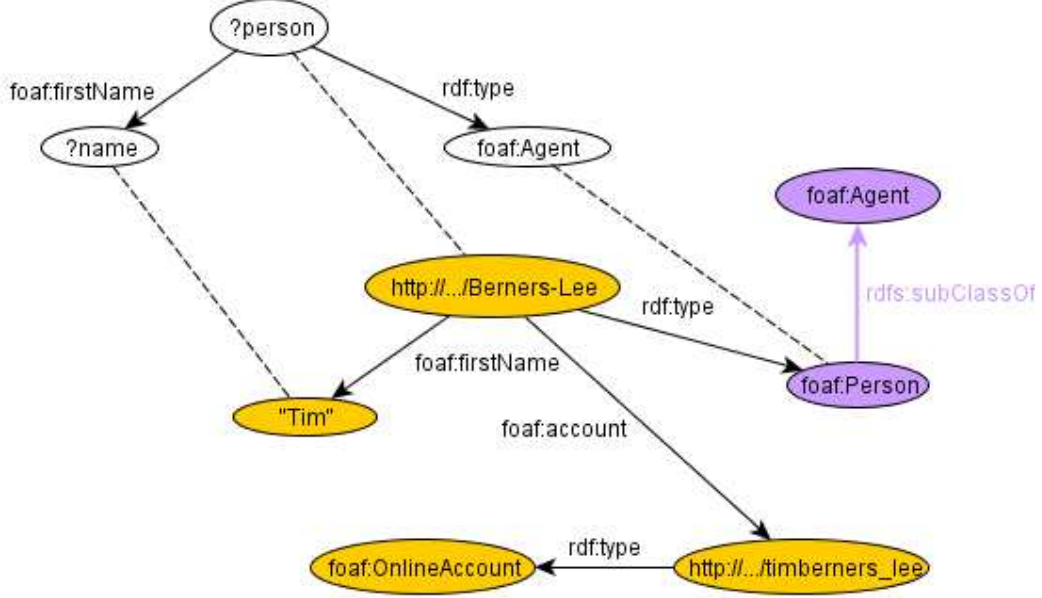 ?person
foaf:firstName
rdf:type
?name
foaf:Agent
foaf:Agent
http://.../Berners-Lee
rdf:type
rdfs:subClassOf
foaf:firstName
foaf:Person
"Tim"
foaf:account
rdf:type
foaf:OnlineAccount
http://.../timberners_lee